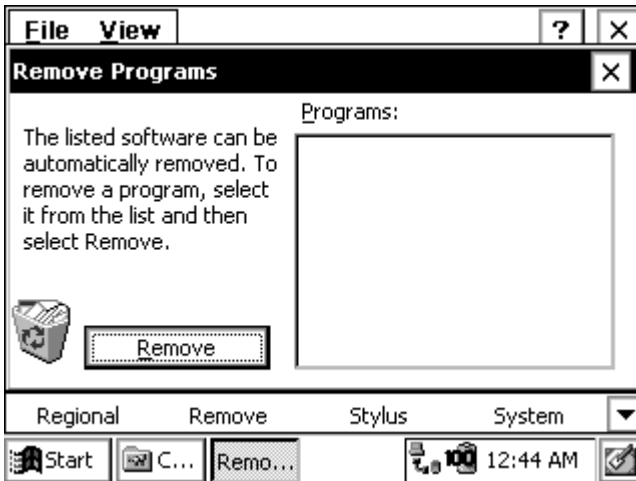 File View ? ×
Remove Programs ×
Programs:
The listed software can be
automatically removed. To
remove a program, select
it from the list and then
select Remove.
Remove
Regional Remove Stylus System
Start C... Remo... 100 12:44 AM